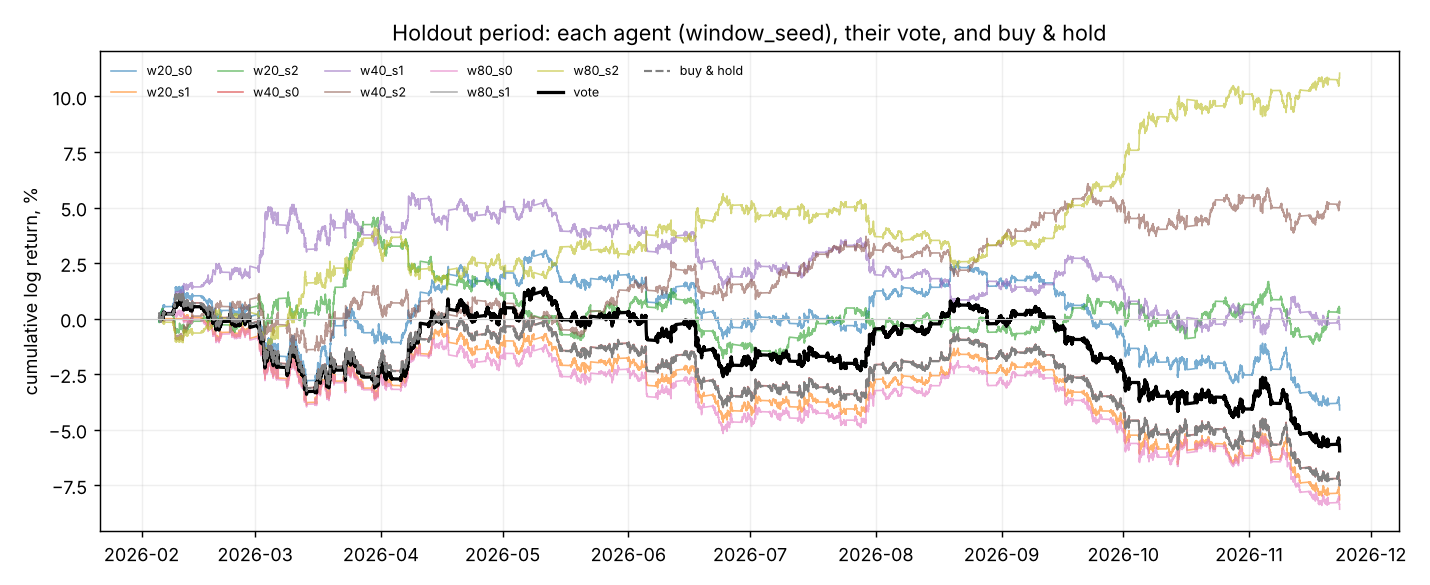 Holdout period: each agent (window_seed), their vote, and buy & hold
w20_s0 w20_s2 w40_s1 w80_s0 w80_s2 buy & hold
w20_s1 w40_s0 w40_s2 w80_s1 vote
cumulative log return, %
10.0
7.5
5.0
2.5
0.0
−2.5
−5.0
−7.5
2026-02 2026-03 2026-04 2026-05 2026-06 2026-07 2026-08 2026-09 2026-10 2026-11 2026-12